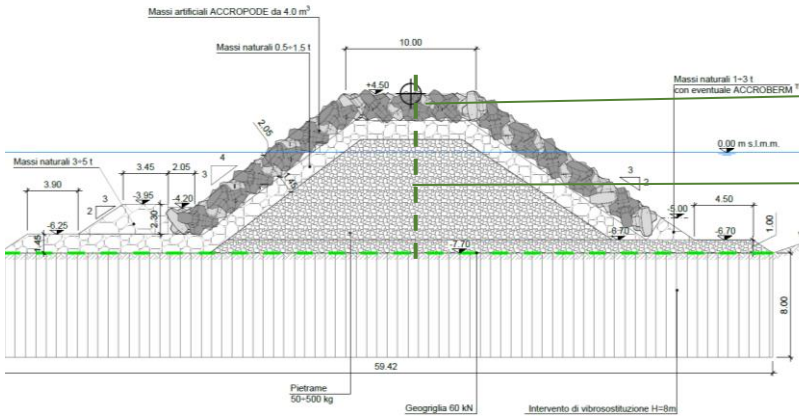 Massi artificiali ACCROPODE da 4.0 m³
Massi naturali 0.5÷1.5 t
10.00
+4.50
Massi naturali 1÷3 t
con eventuale ACCROBERM
0.00 m s.l.m.m.
2.05
Massi naturali 3÷5 t
3.45
2.05
4
3
3
2
3.90
3
2
-3.95
-4.20
1.45
4.50
-5.00
-6.25
2.30
1.45
-6.70
-6.70
1.00
-7.70
8.00
59.42
Pietrame
50÷500 kg
Geogriglia 60 kN
Intervento di vibrosostituzione H=8m